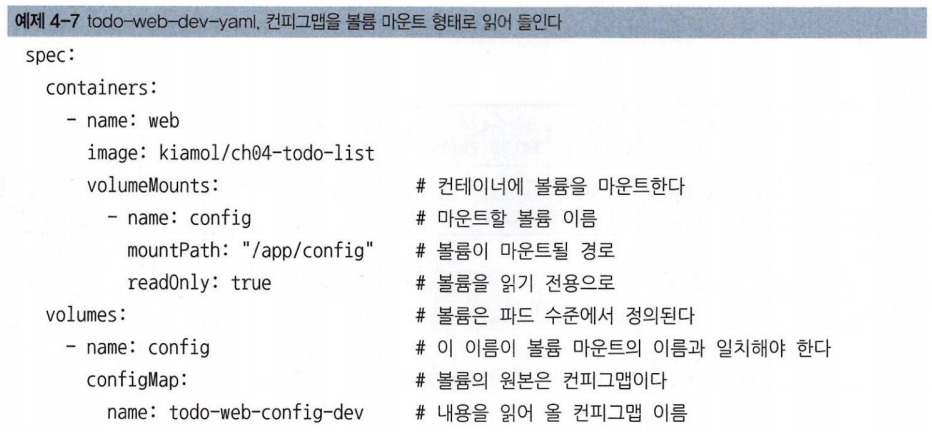 예제 4-7 todo-web-dev-yaml, 컨피그맵을 볼륨 마운트 형태로 읽어 들인다
spec:
  containers:
    - name: web
      image: kiamol/ch04-todo-list
      volumeMounts:                    # 컨테이너에 볼륨을 마운트한다
        - name: config                 # 마운트할 볼륨 이름
          mountPath: "/app/config"     # 볼륨이 마운트될 경로
          readOnly: true               # 볼륨을 읽기 전용으로
  volumes:                             # 볼륨은 파드 수준에서 정의된다
    - name: config                     # 이 이름이 볼륨 마운트의 이름과 일치해야 한다
      configMap:                       # 볼륨의 원본은 컨피그맵이다
        name: todo-web-config-dev      # 내용을 읽어 올 컨피그맵 이름